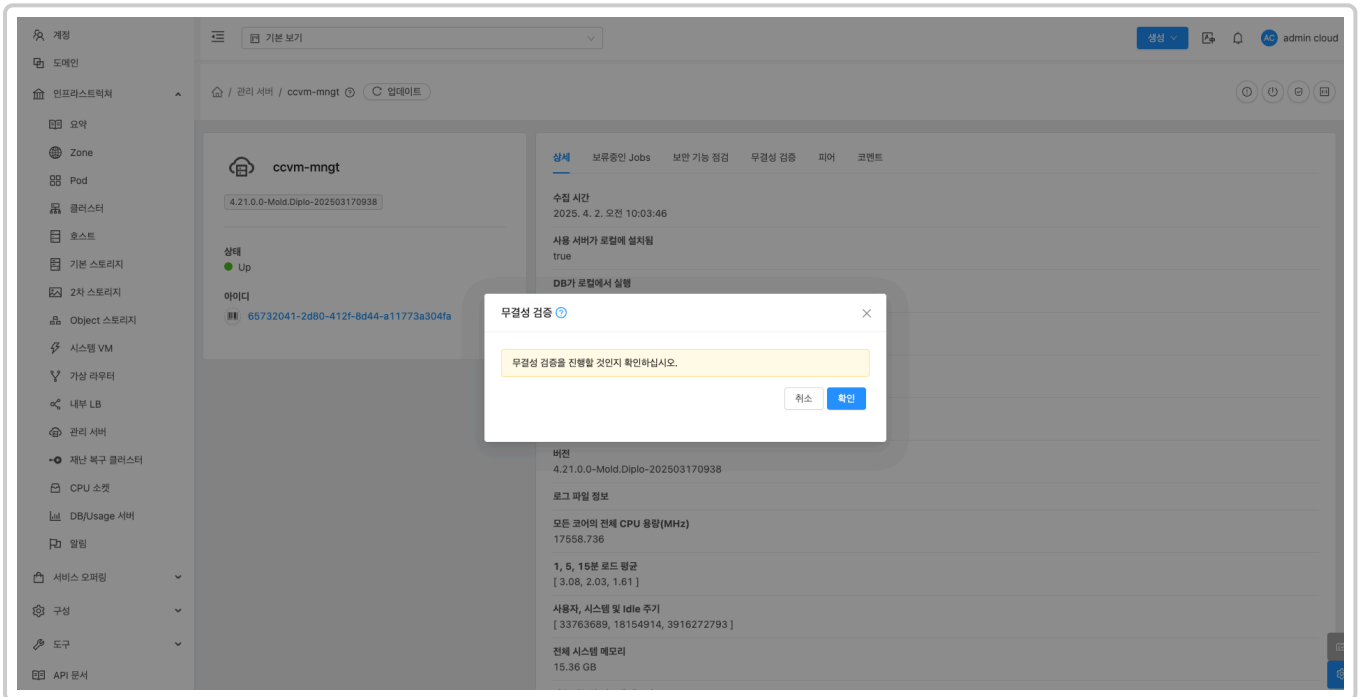 계정
도메인
인프라스트럭쳐
요약
Zone
Pod
클러스터
호스트
기본 스토리지
2차 스토리지
Object 스토리지
시스템 VM
가상 라우터
내부 LB
관리 서버
재난 복구 클러스터
CPU 소켓
DB/Usage 서버
알림
서비스 오퍼링
구성
도구
API 문서
기본 보기
생성
AC admin cloud
/ 관리 서버 / ccvm-mngt 업데이트
ccvm-mngt
4.21.0.0-Mold.Diplo-202503170938
상태
Up
아이디
65732041-2d80-412f-8d44-a11773a304fa
상세 보류중인 Jobs 보안 기능 점검 무결성 검증 피어 코멘트
수집 시간
2025. 4. 2. 오전 10:03:46
사용 서버가 로컬에 설치됨
true
DB가 로컬에서 실행
무결성 검증
무결성 검증을 진행할 것인지 확인하십시오.
취소 확인
버전
4.21.0.0-Mold.Diplo-202503170938
로그 파일 정보
모든 코어의 전체 CPU 용량(MHz)
17558.736
1, 5, 15분 로드 평균
[ 3.08, 2.03, 1.61 ]
사용자, 시스템 및 Idle 주기
[ 33763689, 18154914, 3916272793 ]
전체 시스템 메모리
15.36 GB